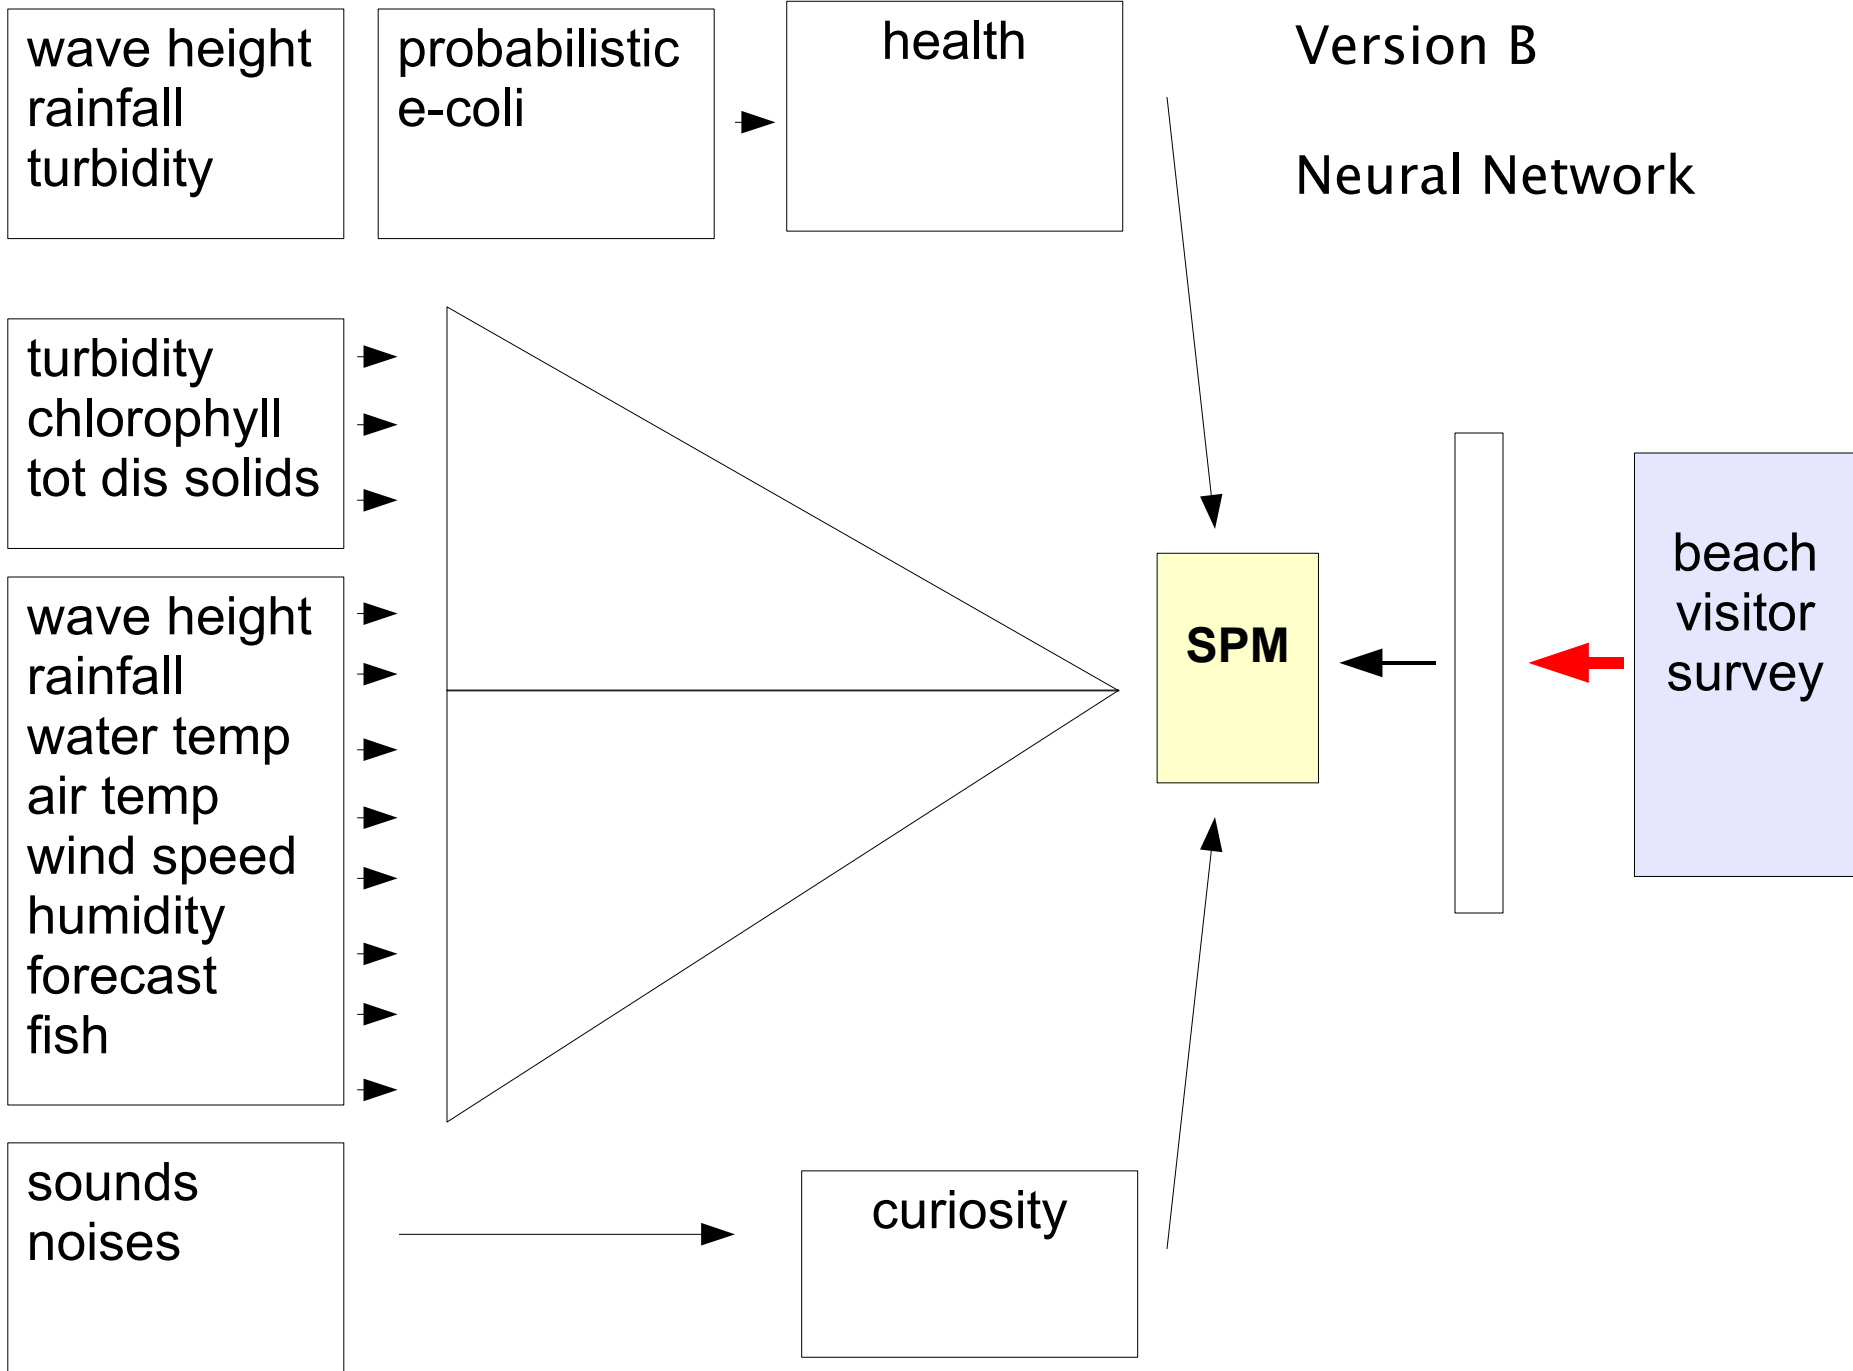 wave height
rainfall
turbidity
probabilistic
e-coli
health
Version B
Neural Network
turbidity
chlorophyll
tot dis solids
wave height
rainfall
water temp
air temp
wind speed
humidity
forecast
fish
SPM
beach
visitor
survey
sounds
noises
curiosity